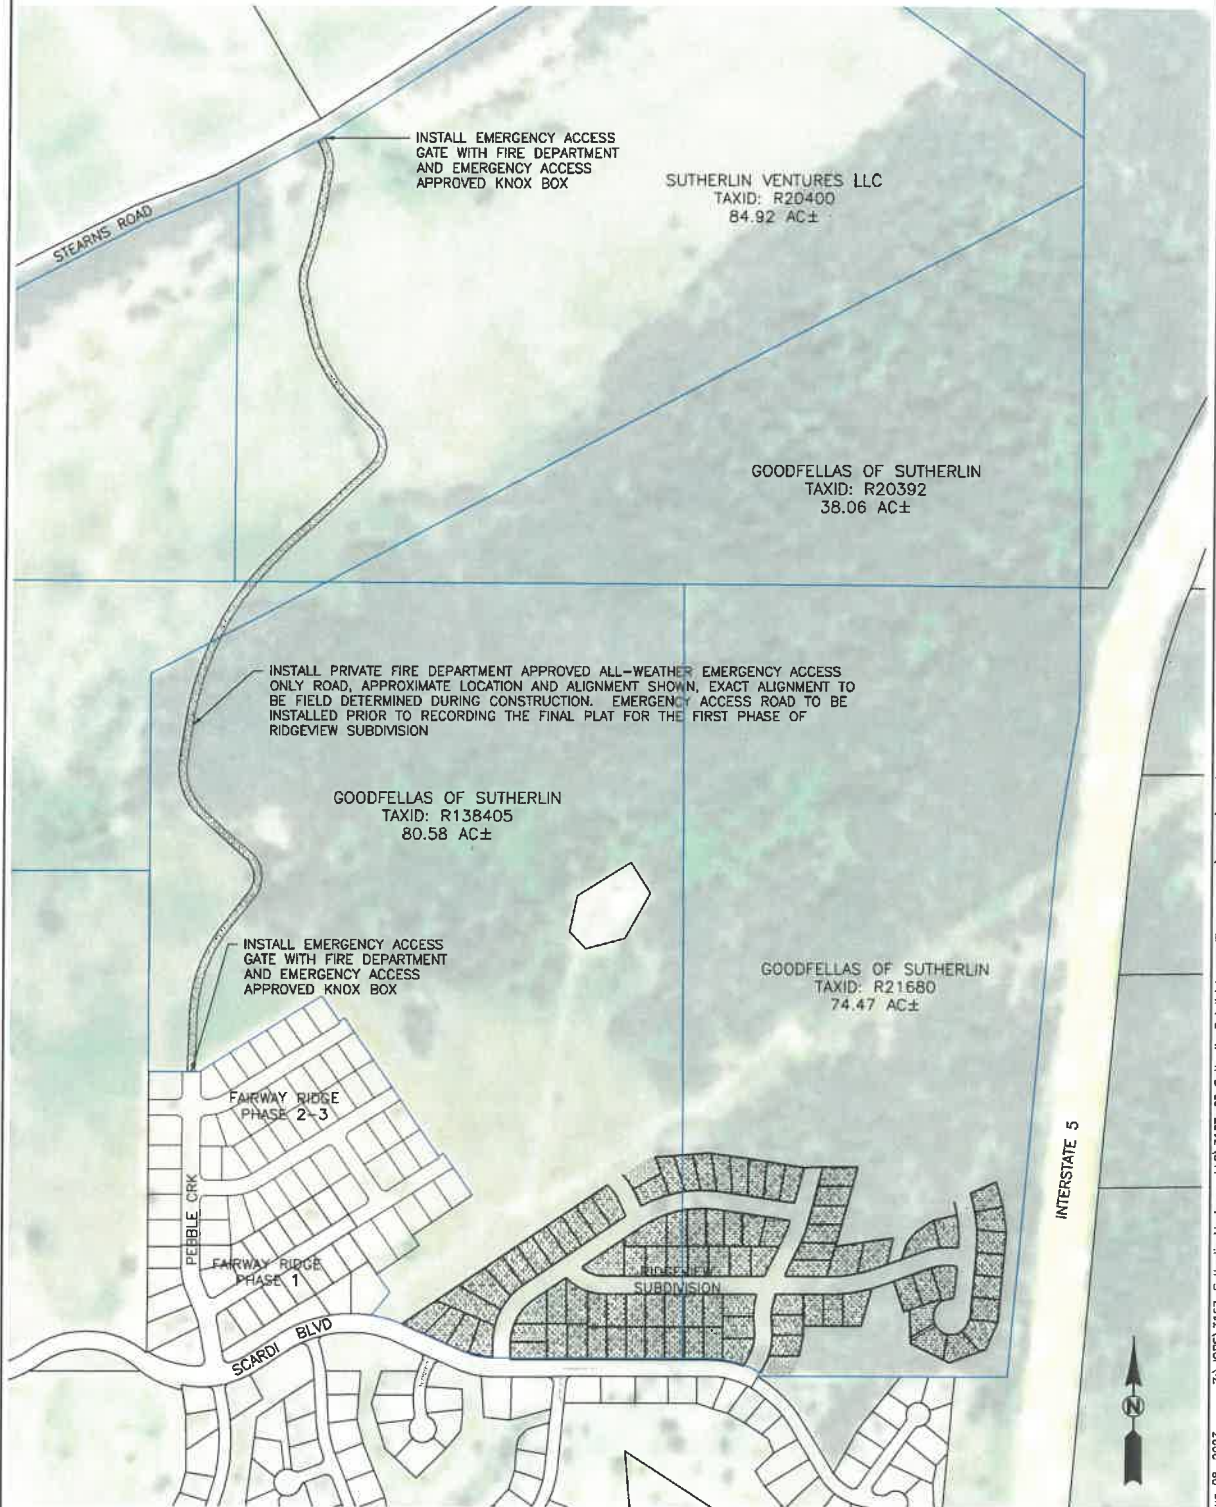 INSTALL EMERGENCY ACCESS
GATE WITH FIRE DEPARTMENT
AND EMERGENCY ACCESS
APPROVED KNOX BOX
SUTHERLIN VENTURES LLC
TAXID: R20400
84.92 AC±
STEARNS ROAD
GOODFELLAS OF SUTHERLIN
TAXID: R20392
38.06 AC±
INSTALL PRIVATE FIRE DEPARTMENT APPROVED ALL-WEATHER EMERGENCY ACCESS
ONLY ROAD, APPROXIMATE LOCATION AND ALIGNMENT SHOWN, EXACT ALIGNMENT TO
BE FIELD DETERMINED DURING CONSTRUCTION. EMERGENCY ACCESS ROAD TO BE
INSTALLED PRIOR TO RECORDING THE FINAL PLAT FOR THE FIRST PHASE OF
RIDGEVIEW SUBDIVISION
GOODFELLAS OF SUTHERLIN
TAXID: R138405
80.58 AC±
INSTALL EMERGENCY ACCESS
GATE WITH FIRE DEPARTMENT
AND EMERGENCY ACCESS
APPROVED KNOX BOX
GOODFELLAS OF SUTHERLIN
TAXID: R21680
74.47 AC±
FAIRWAY RIDGE
PHASE 2-3
PEBBLE CRK
FAIRWAY RIDGE
PHASE 1
RIDGEVIEW
SUBDIVISION
INTERSTATE 5
SCARDI BLVD
N